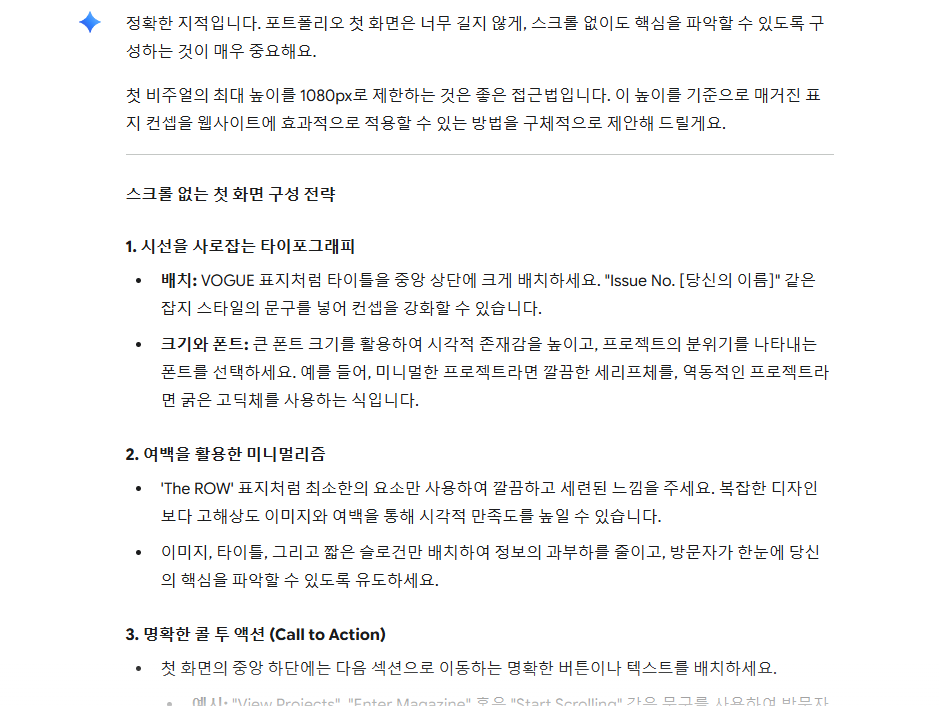 정확한 지적입니다. 포트폴리오 첫 화면은 너무 길지 않게, 스크롤 없이도 핵심을 파악할 수 있도록 구
성하는 것이 매우 중요해요.
첫 비주얼의 최대 높이를 1080px로 제한하는 것은 좋은 접근법입니다. 이 높이를 기준으로 매거진 표
지 컨셉을 웹사이트에 효과적으로 적용할 수 있는 방법을 구체적으로 제안해 드릴게요.
스크롤 없는 첫 화면 구성 전략
1. 시선을 사로잡는 타이포그래피
• 배치: VOGUE 표지처럼 타이틀을 중앙 상단에 크게 배치하세요. "Issue No. [당신의 이름]" 같은
잡지 스타일의 문구를 넣어 컨셉을 강화할 수 있습니다.
• 크기와 폰트: 큰 폰트 크기를 활용하여 시각적 존재감을 높이고, 프로젝트의 분위기를 나타내는
폰트를 선택하세요. 예를 들어, 미니멀한 프로젝트라면 깔끔한 세리프체를, 역동적인 프로젝트라
면 굵은 고딕체를 사용하는 식입니다.
2. 여백을 활용한 미니멀리즘
• 'The ROW' 표지처럼 최소한의 요소만 사용하여 깔끔하고 세련된 느낌을 주세요. 복잡한 디자인
보다 고해상도 이미지와 여백을 통해 시각적 만족도를 높일 수 있습니다.
• 이미지, 타이틀, 그리고 짧은 슬로건만 배치하여 정보의 과부하를 줄이고, 방문자가 한눈에 당신
의 핵심을 파악할 수 있도록 유도하세요.
3. 명확한 콜 투 액션 (Call to Action)
• 첫 화면의 중앙 하단에는 다음 섹션으로 이동하는 명확한 버튼이나 텍스트를 배치하세요.
• 예시: "View Projects", "Enter Magazine" 혹은 "Start Scrolling" 같은 문구를 사용하여 방문자